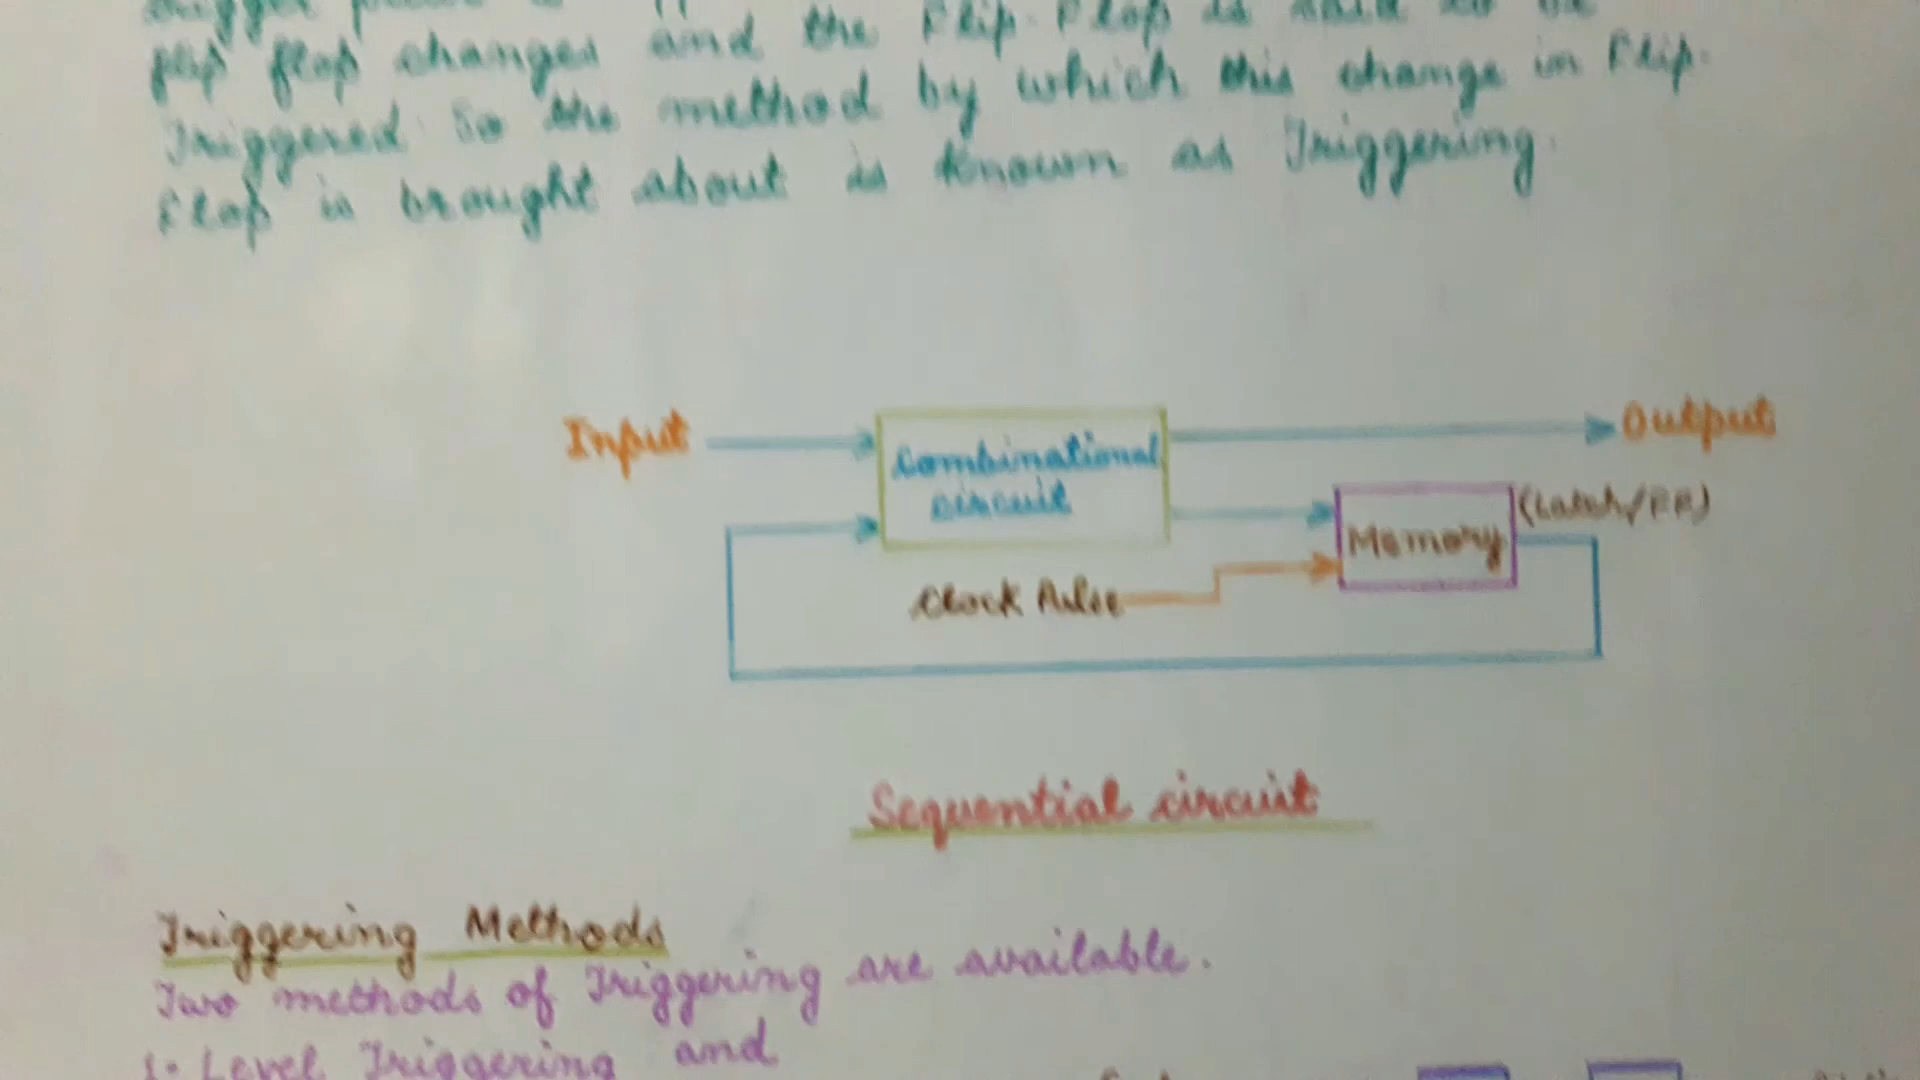 flip flop changes and the Flip-Flop is said to be
Triggered. So the method by which this change in Flip-
Flop is brought about is known as Triggering.
Input
Combinational
circuit
Output
Memory
(Latch/FF)
Clock Pulse
Sequential circuit
Triggering Methods
Two methods of Triggering are available.
1. Level Triggering and